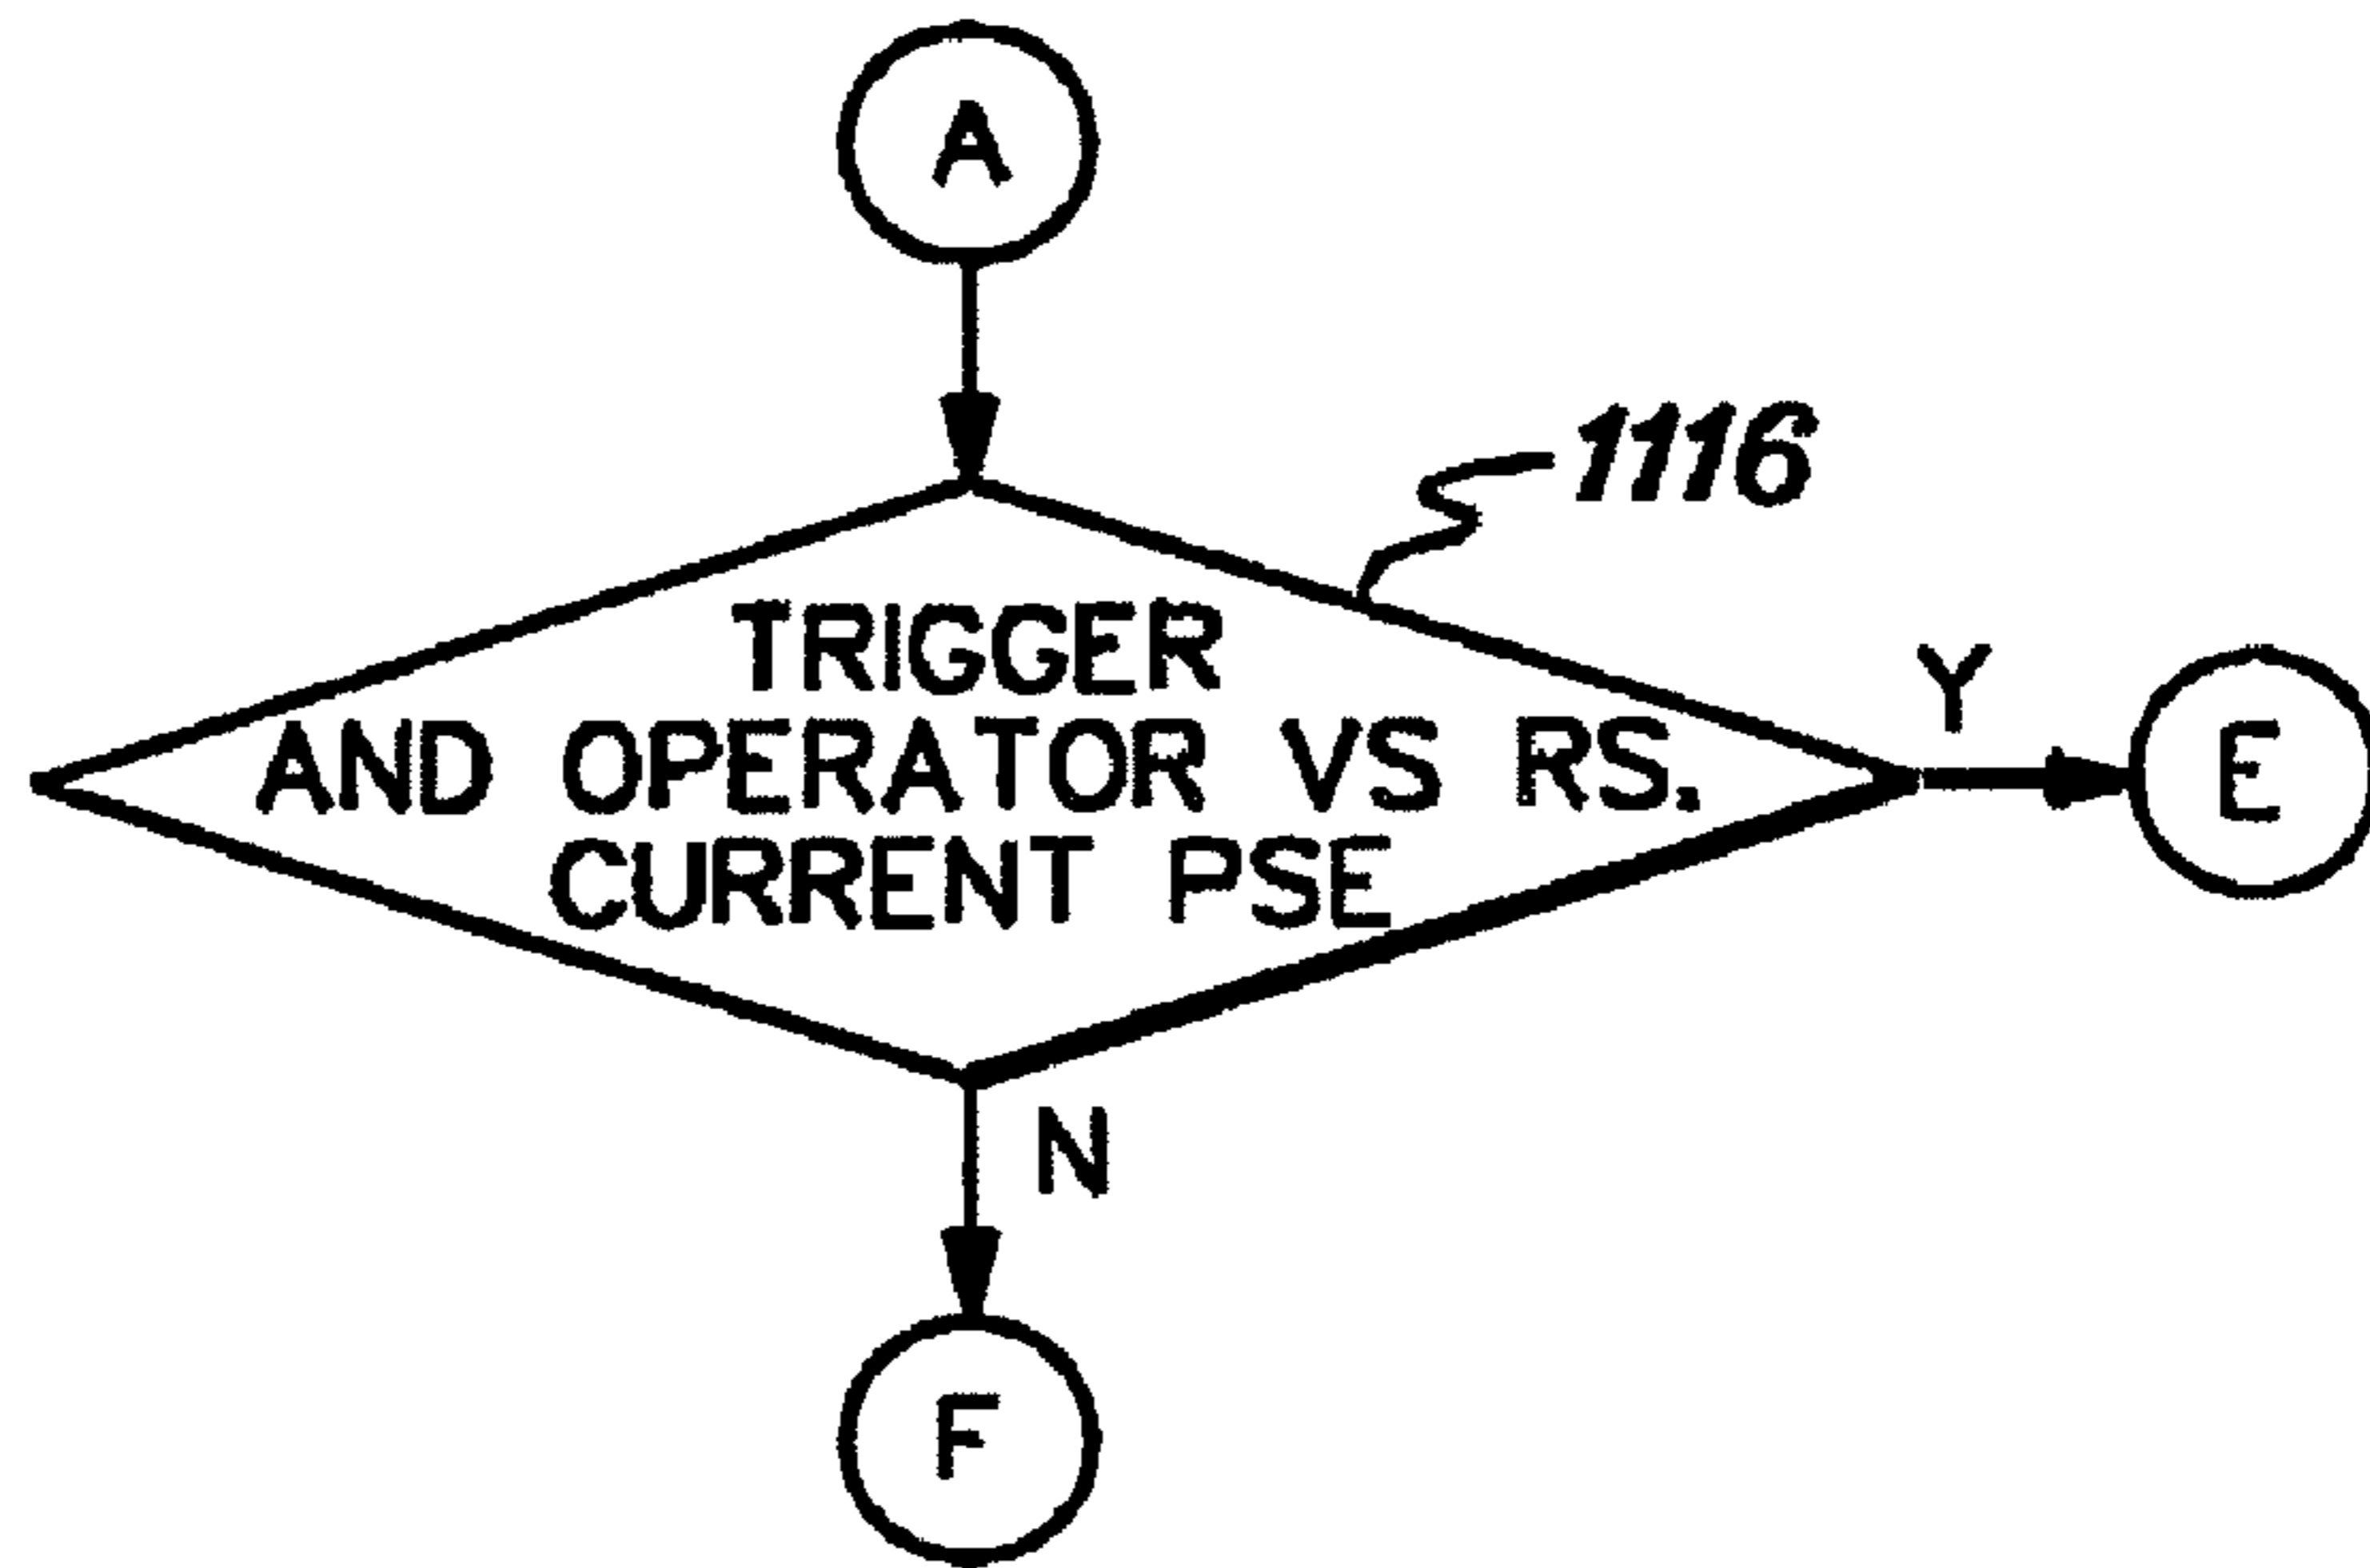 A
1116
TRIGGER
AND OPERATOR VS RS.
CURRENT PSE
Y
E
N
F